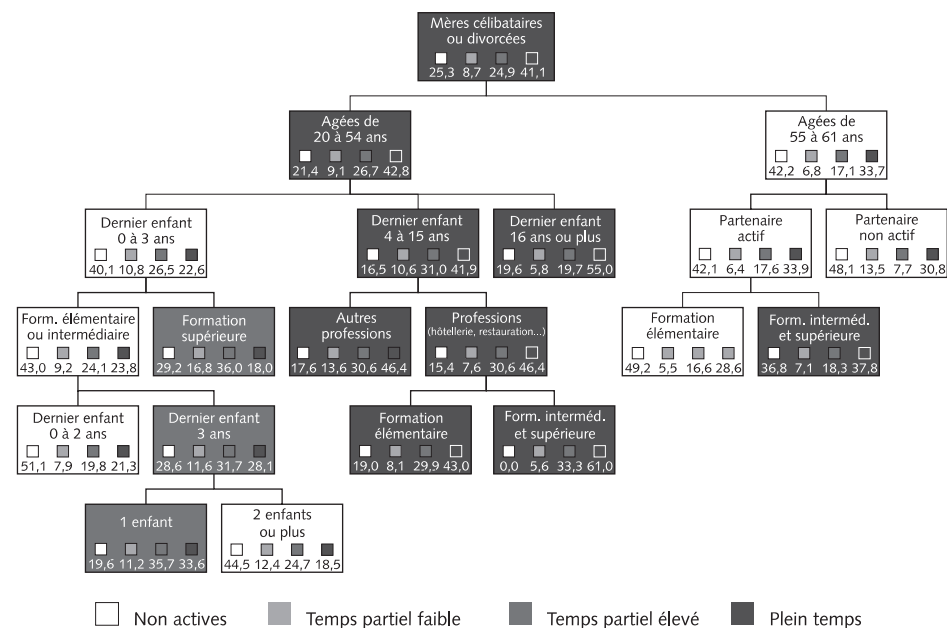 Mères célibataires
ou divorcées
25,3 8,7 24,9 41,1
Agées de
20 à 54 ans
21,4 9,1 26,7 42,8
Agées de
55 à 61 ans
42,2 6,8 17,1 33,7
Dernier enfant
0 à 3 ans
40,1 10,8 26,5 22,6
Dernier enfant
4 à 15 ans
16,5 10,6 31,0 41,9
Dernier enfant
16 ans ou plus
19,6 5,8 19,7 55,0
Partenaire
actif
42,1 6,4 17,6 33,9
Partenaire
non actif
48,1 13,5 7,7 30,8
Form. élémentaire
ou intermédiaire
43,0 9,2 24,1 23,8
Formation
supérieure
29,2 16,8 36,0 18,0
Autres
professions
17,6 13,6 30,6 46,4
Professions
(hôtellerie, restauration...)
15,4 7,6 30,6 46,4
Formation
élémentaire
49,2 5,5 16,6 28,6
Form. interméd.
et supérieure
36,8 7,1 18,3 37,8
Dernier enfant
0 à 2 ans
51,1 7,9 19,8 21,3
Dernier enfant
3 ans
28,6 11,6 31,7 28,1
Formation
élémentaire
19,0 8,1 29,9 43,0
Form. interméd.
et supérieure
0,0 5,6 33,3 61,0
1 enfant
19,6 11,2 35,7 33,6
2 enfants
ou plus
44,5 12,4 24,7 18,5
Non actives
Temps partiel faible
Temps partiel élevé
Plein temps